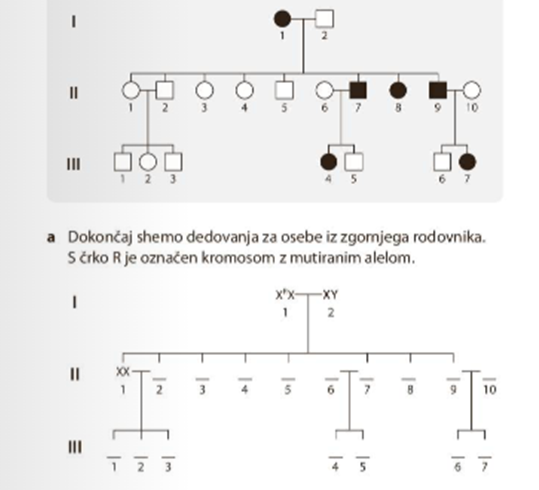 I
1 2
II
1 2 3 4 5 6 7 8 9 10
III
1 2 3 4 5 6 7
a Dokončaj shemo dedovanja za osebe iz zgornjega rodovnika.
S črko R je označen kromosom z mutiranim alelom.
I
XᴿX XY
1 2
II
XX
1 2 3 4 5 6 7 8 9 10
III
1 2 3 4 5 6 7